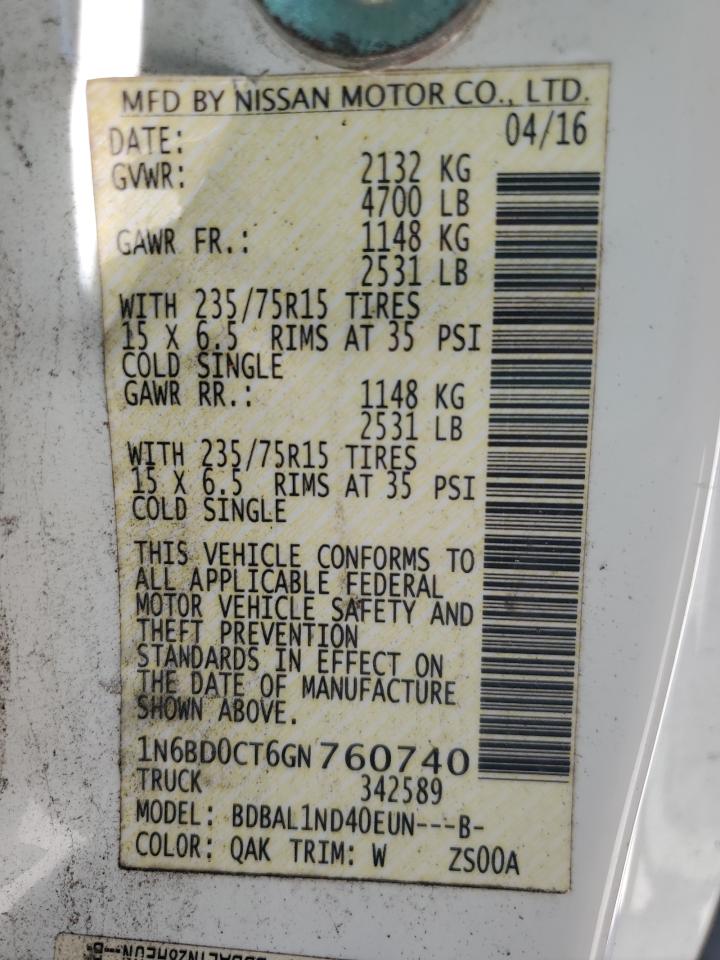 MFD BY NISSAN MOTOR CO., LTD.
DATE: 04/16
GVWR: 2132 KG
4700 LB
GAWR FR.: 1148 KG
2531 LB
WITH 235/75R15 TIRES
15 X 6.5 RIMS AT 35 PSI
COLD SINGLE
GAWR RR.: 1148 KG
2531 LB
WITH 235/75R15 TIRES
15 X 6.5 RIMS AT 35 PSI
COLD SINGLE
THIS VEHICLE CONFORMS TO
ALL APPLICABLE FEDERAL
MOTOR VEHICLE SAFETY AND
THEFT PREVENTION
STANDARDS IN EFFECT ON
THE DATE OF MANUFACTURE
SHOWN ABOVE.
1N6BD0CT6GN760740
TRUCK 342589
MODEL: BDBAL1ND40EUN---B-
COLOR: QAK TRIM: W ZS00A